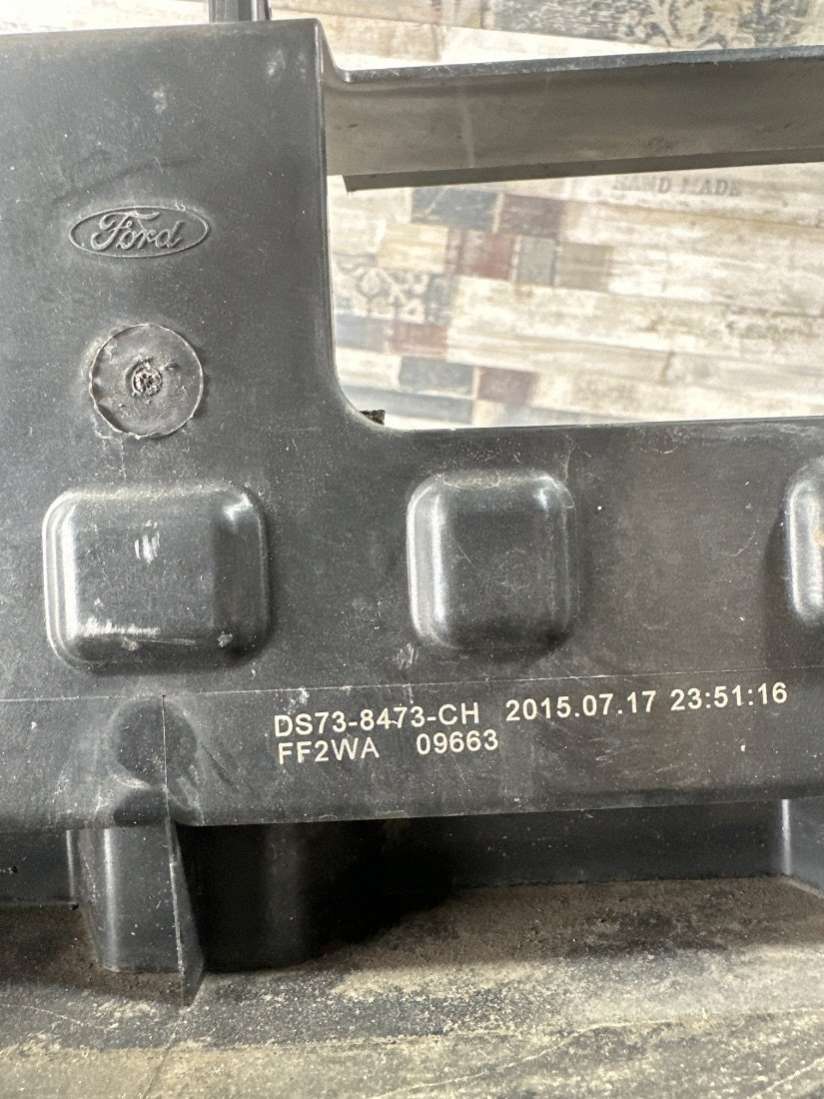 HAND MADE
Ford
DS73-8473-CH 2015.07.17 23:51:16
FF2WA 09663